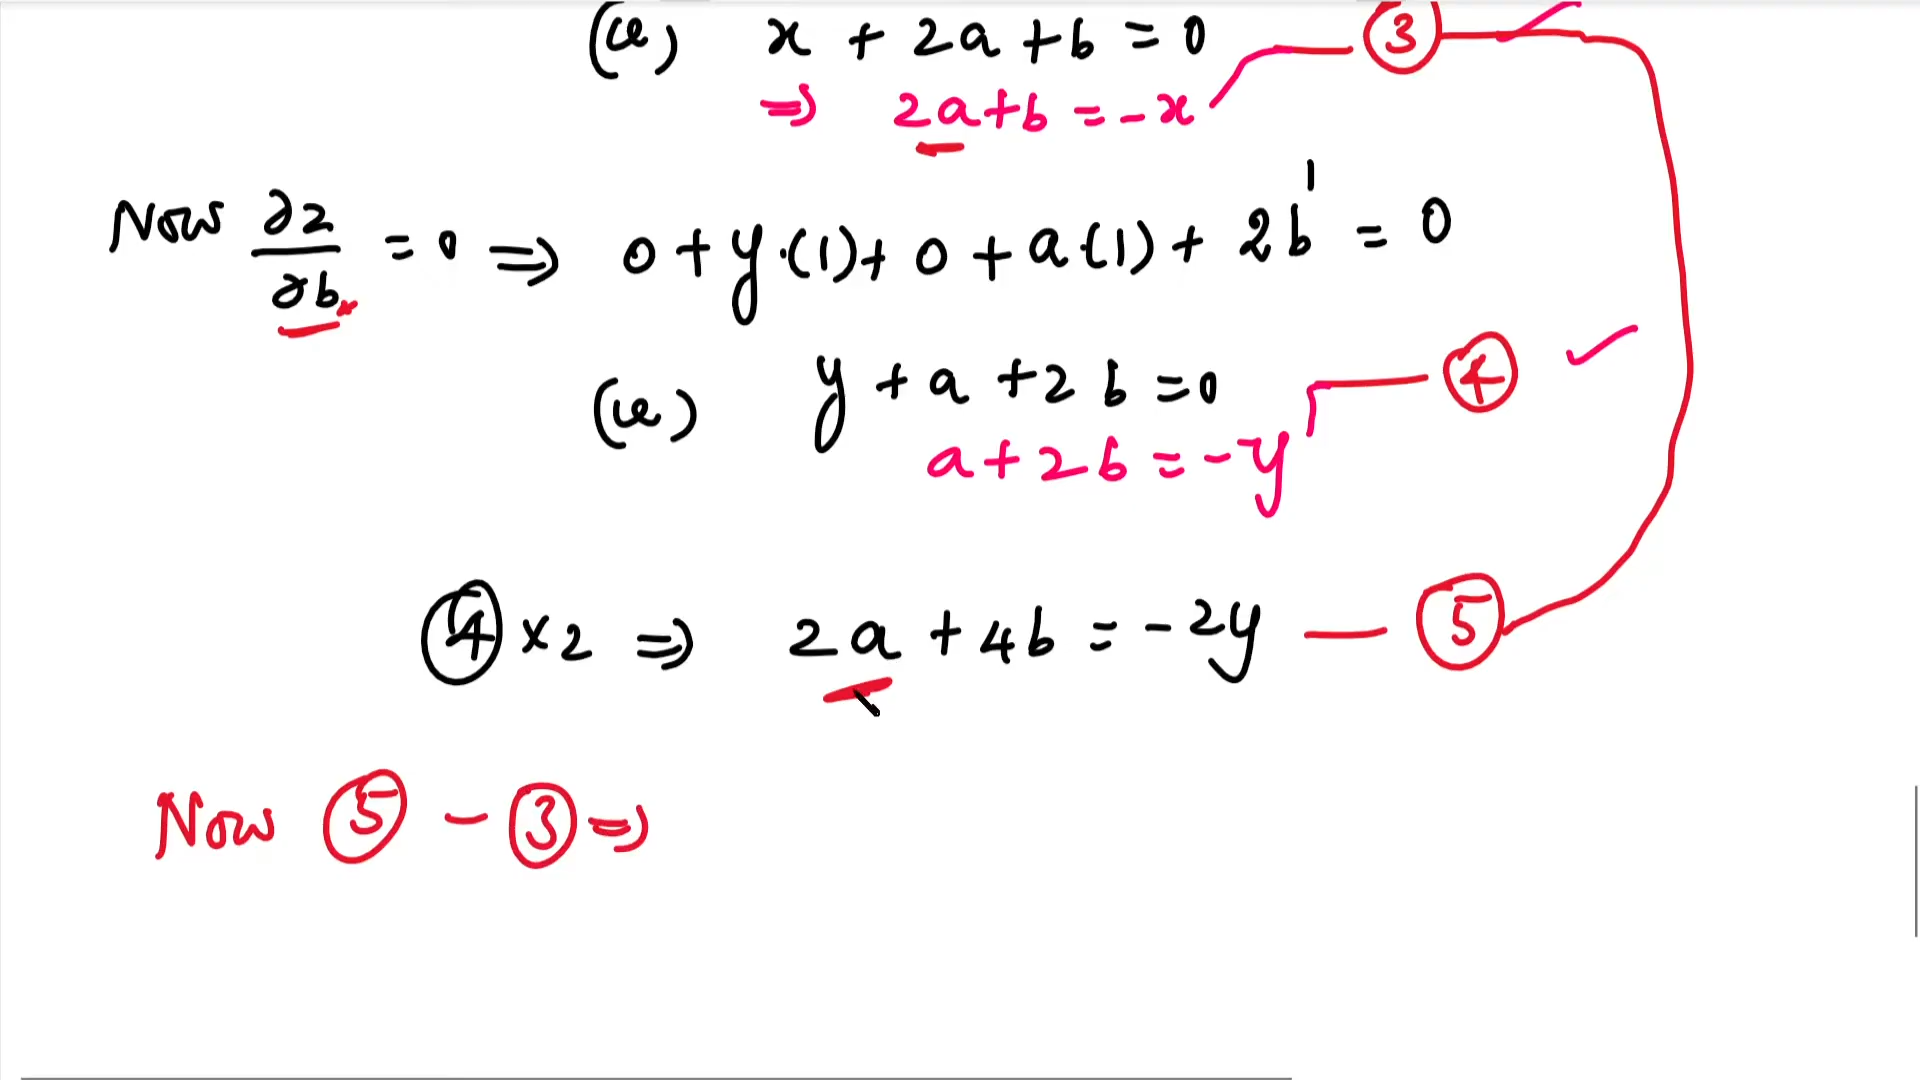 (ie) x + 2a + b = 0 ③
⇒ 2a + b = -x
Now ∂z/∂b = 0 ⇒ 0 + y·(1) + 0 + a·(1) + 2b¹ = 0
(ie) y + a + 2b = 0 ④
a + 2b = -y
④ × 2 ⇒ 2a + 4b = -2y — ⑤
Now ⑤ - ③ ⇒